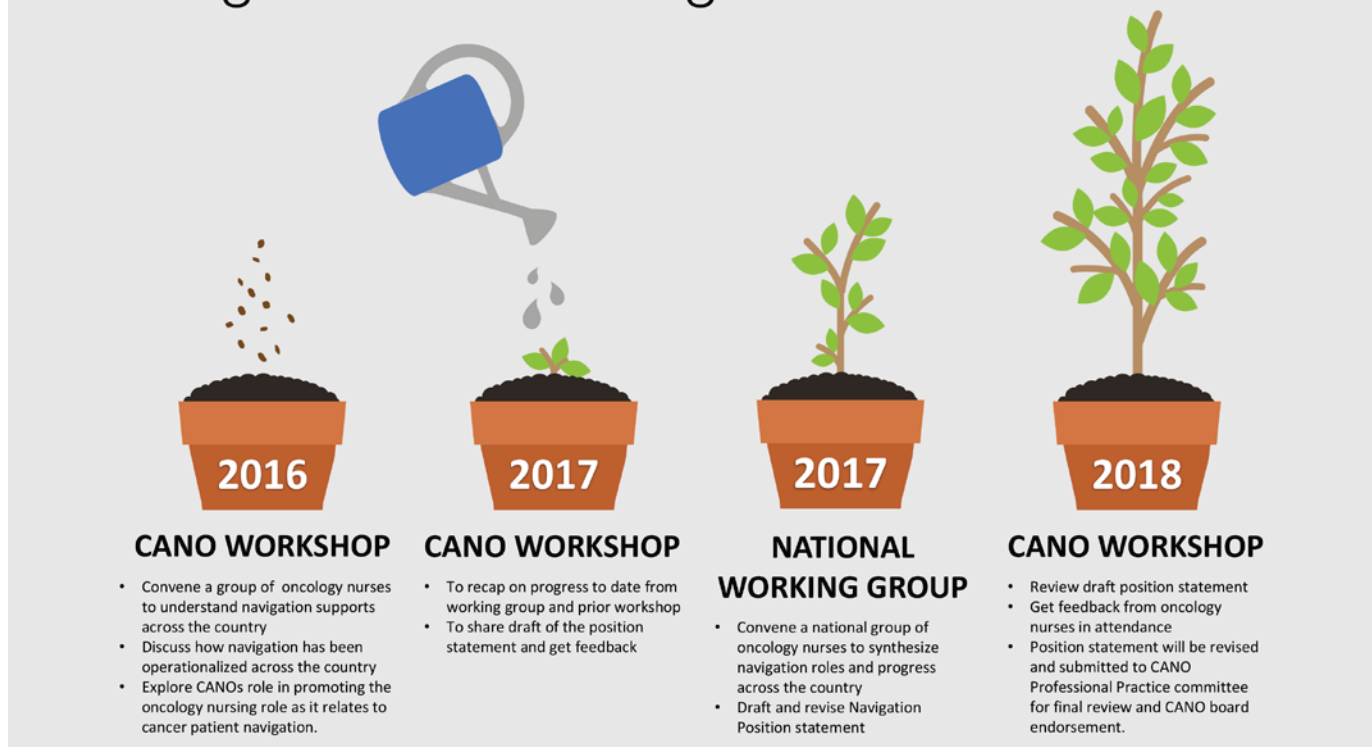 2016
CANO WORKSHOP
• Convene a group of oncology nurses
to understand navigation supports
across the country
• Discuss how navigation has been
operationalized across the country
• Explore CANOs role in promoting the
oncology nursing role as it relates to
cancer patient navigation.
2017
CANO WORKSHOP
• To recap on progress to date from
working group and prior workshop
• To share draft of the position
statement and get feedback
2017
NATIONAL
WORKING GROUP
• Convene a national group of
oncology nurses to synthesize
navigation roles and progress
across the country
• Draft and revise Navigation
Position statement
2018
CANO WORKSHOP
• Review draft position statement
• Get feedback from oncology
nurses in attendance
• Position statement will be revised
and submitted to CANO
Professional Practice committee
for final review and CANO board
endorsement.